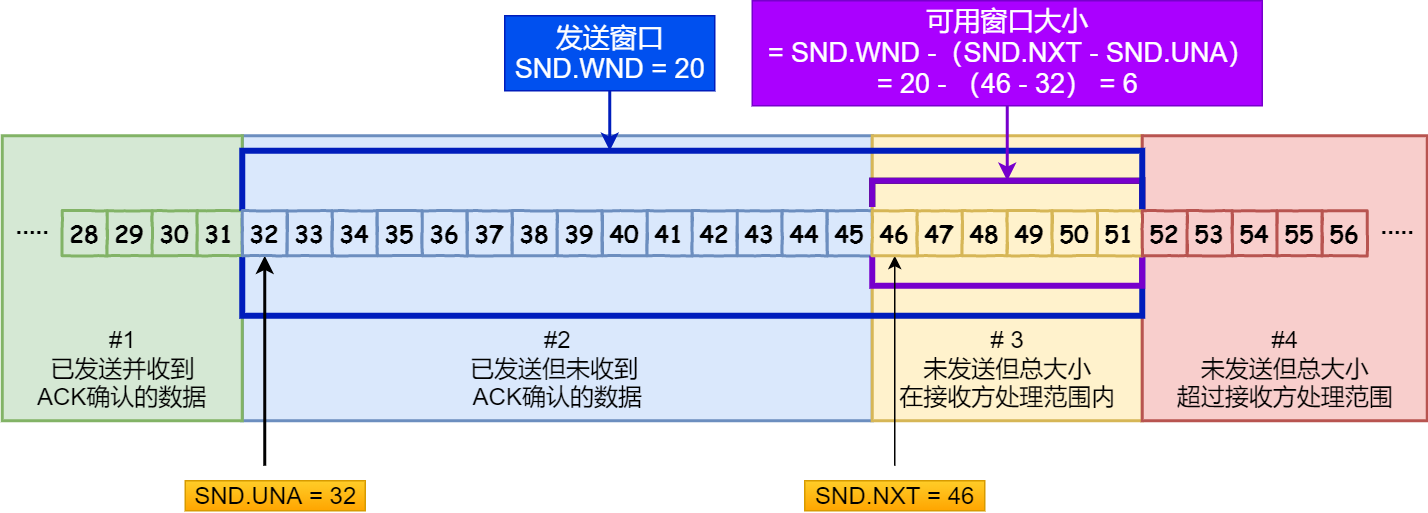 发送窗口
SND.WND = 20
可用窗口大小
= SND.WND -（SND.NXT - SND.UNA）
= 20 - （46 - 32） = 6
····· 28 29 30 31 32 33 34 35 36 37 38 39 40 41 42 43 44 45 46 47 48 49 50 51 52 53 54 55 56 ·····
#1
已发送并收到
ACK确认的数据
#2
已发送但未收到
ACK确认的数据
# 3
未发送但总大小
在接收方处理范围内
#4
未发送但总大小
超过接收方处理范围
SND.UNA = 32
SND.NXT = 46